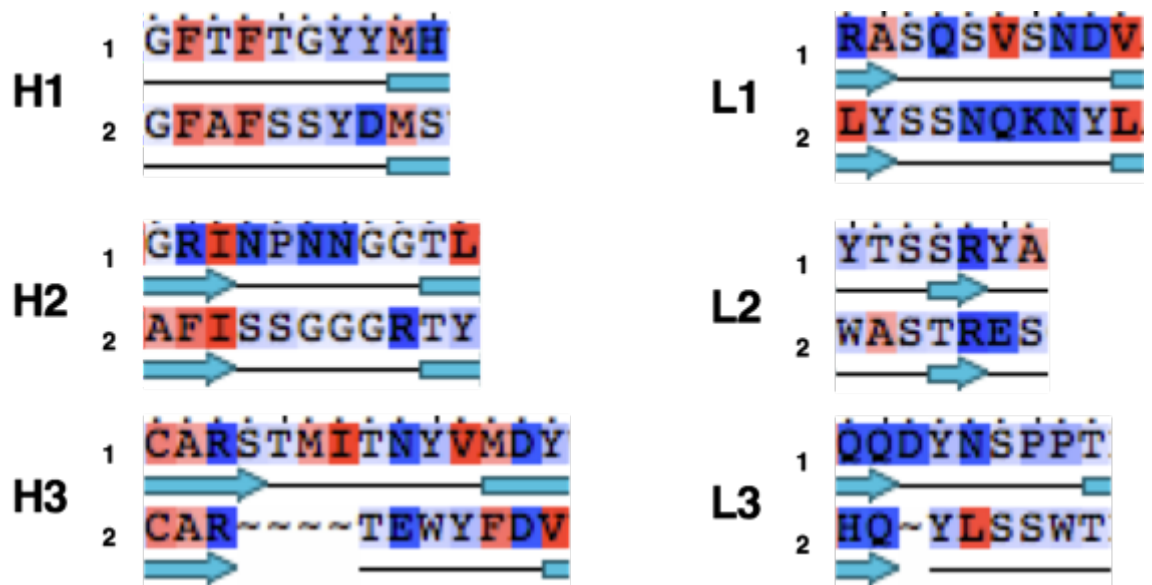 H1
1 GFTFTGYYMH
2 GFAFSSYDMS
H2
1 GRINPNNGGTL
2 AFISSGGGRTY
H3
1 CARSTMITNYVMDY
2 CAR~~~~TEWYFDV
L1
1 RASQSVSNDV
2 LYSSNQKNYL
L2
1 YTSSRYA
2 WASTRES
L3
1 QQDYNSPPT
2 HQ~YLSSWT